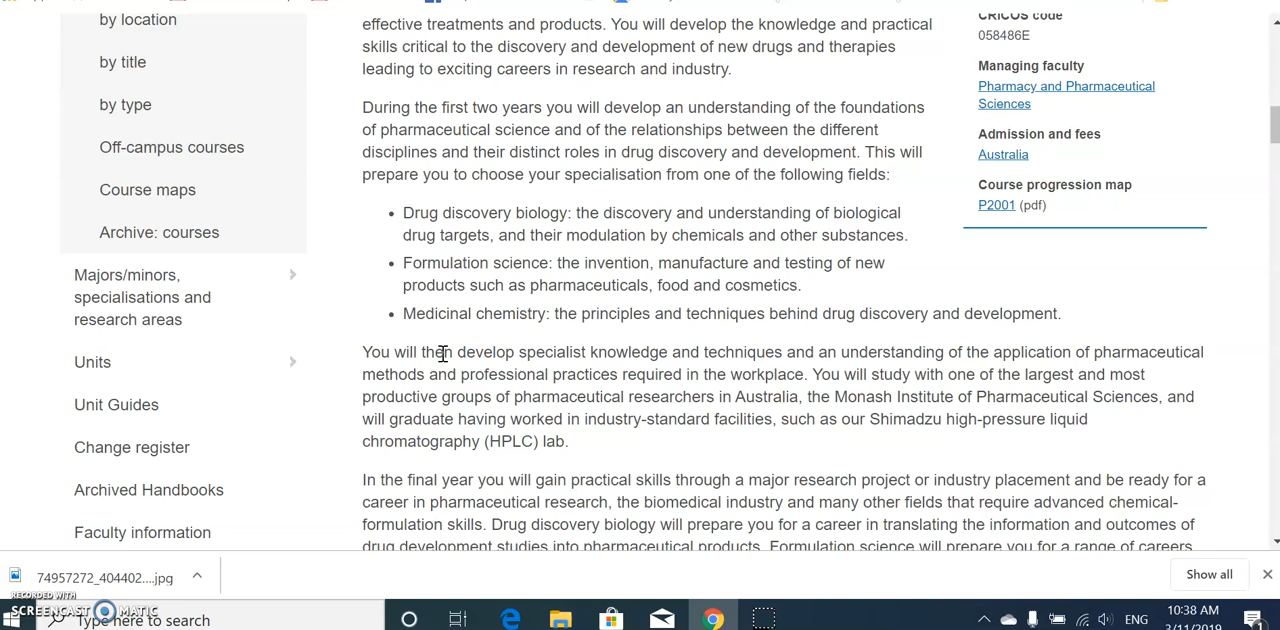 by location
by title
by type
Off-campus courses
Course maps
Archive: courses
Majors/minors,
specialisations and
research areas
Units
Unit Guides
Change register
Archived Handbooks
Faculty information
effective treatments and products. You will develop the knowledge and practical
skills critical to the discovery and development of new drugs and therapies
leading to exciting careers in research and industry.
During the first two years you will develop an understanding of the foundations
of pharmaceutical science and of the relationships between the different
disciplines and their distinct roles in drug discovery and development. This will
prepare you to choose your specialisation from one of the following fields:
• Drug discovery biology: the discovery and understanding of biological
drug targets, and their modulation by chemicals and other substances.
• Formulation science: the invention, manufacture and testing of new
products such as pharmaceuticals, food and cosmetics.
• Medicinal chemistry: the principles and techniques behind drug discovery and development.
You will then develop specialist knowledge and techniques and an understanding of the application of pharmaceutical
methods and professional practices required in the workplace. You will study with one of the largest and most
productive groups of pharmaceutical researchers in Australia, the Monash Institute of Pharmaceutical Sciences, and
will graduate having worked in industry-standard facilities, such as our Shimadzu high-pressure liquid
chromatography (HPLC) lab.
In the final year you will gain practical skills through a major research project or industry placement and be ready for a
career in pharmaceutical research, the biomedical industry and many other fields that require advanced chemical-
formulation skills. Drug discovery biology will prepare you for a career in translating the information and outcomes of
drug development studies into pharmaceutical products. Formulation science will prepare you for a range of careers
CRICOS code
058486E
Managing faculty
Pharmacy and Pharmaceutical
Sciences
Admission and fees
Australia
Course progression map
P2001 (pdf)
74957272_404402....jpg
Show all
RECORDED WITH
SCREENCAST MATIC
Type here to search
ENG
10:38 AM
3/11/2019
1